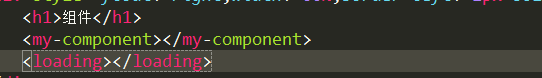 <h1>组件</h1>
<my-component></my-component>
<loading></loading>